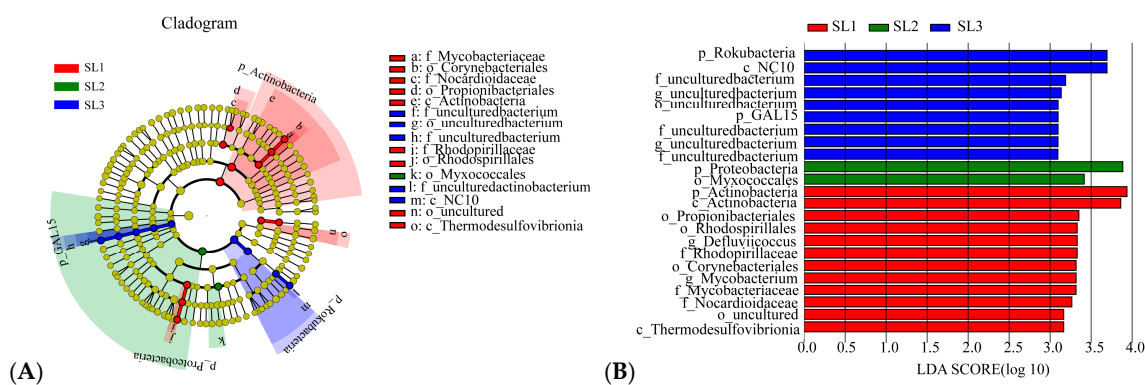 Cladogram
SL1
SL2
SL3
p_Actinobacteria
d
c
e
b
a
p_GAL15
h
g
j
i
p_Proteobacteria
k
p_Rokubacteria
m
n
o
a: f_Mycobacteriaceae
b: o_Corynebacteriales
c: f_Nocardioidaceae
d: o_Propionibacteriales
e: c_Actinobacteria
f: f_unculturedbacterium
g: o_unculturedbacterium
h: f_unculturedbacterium
i: f_Rhodopirillaceae
j: o_Rhodospirillales
k: o_Myxococcales
l: f_unculturedactinobacterium
m: c_NC10
n: o_uncultured
o: c_Thermodesulfovibrionia
(A)
SL1 SL2 SL3
p_Rokubacteria
c_NC10
f_unculturedbacterium
g_unculturedbacterium
o_unculturedbacterium
p_GAL15
f_unculturedbacterium
g_unculturedbacterium
f_unculturedbacterium
p_Proteobacteria
o_Myxococcales
p_Actinobacteria
c_Actinobacteria
o_Propionibacteriales
o_Rhodospirillales
g_Defluviicoccus
f_Rhodopirillaceae
o_Corynebacteriales
g_Mycobacterium
f_Mycobacteriaceae
f_Nocardioidaceae
o_uncultured
c_Thermodesulfovibrionia
0.0 0.5 1.0 1.5 2.0 2.5 3.0 3.5 4.0
LDA SCORE(log 10)
(B)